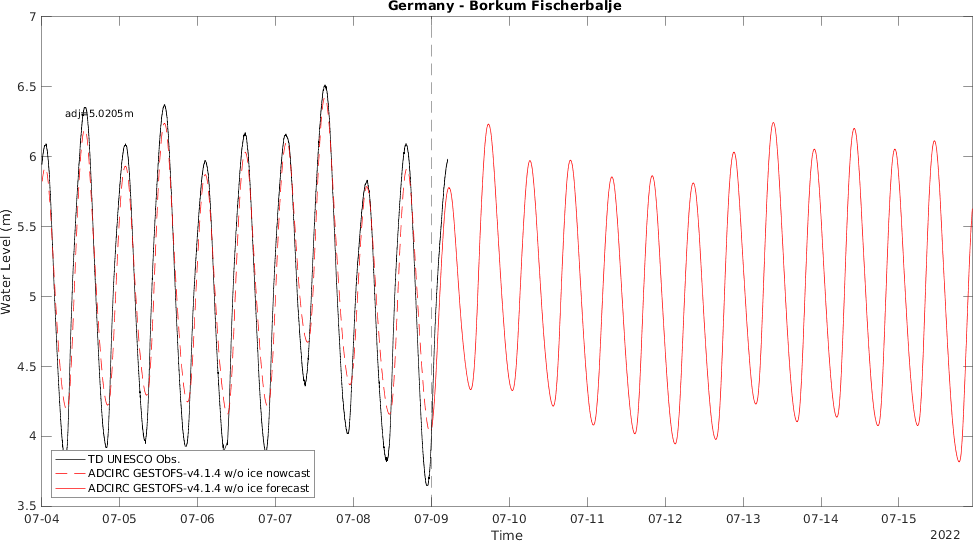 Germany - Borkum Fischerbalje
7
6.5
6
5.5
5
4.5
4
3.5
Water Level (m)
adj=5.0205m
TD UNESCO Obs.
ADCIRC GESTOFS-v4.1.4 w/o ice nowcast
ADCIRC GESTOFS-v4.1.4 w/o ice forecast
07-04 07-05 07-06 07-07 07-08 07-09 07-10 07-11 07-12 07-13 07-14 07-15
Time
2022